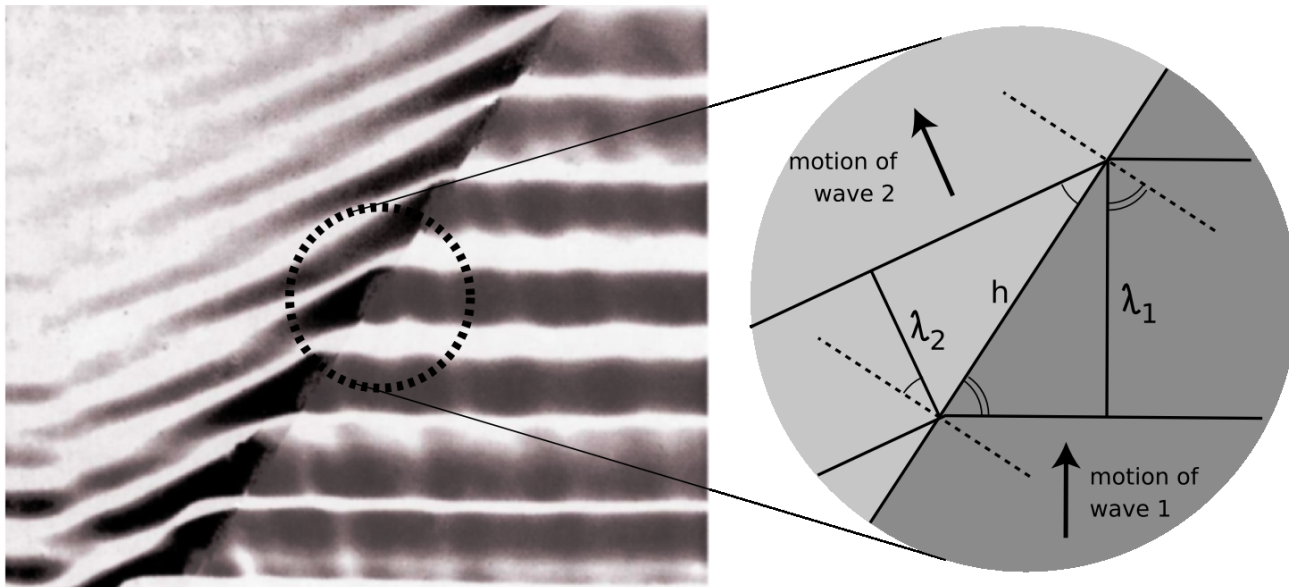 motion of
wave 2
h
λ₂
λ₁
motion of
wave 1